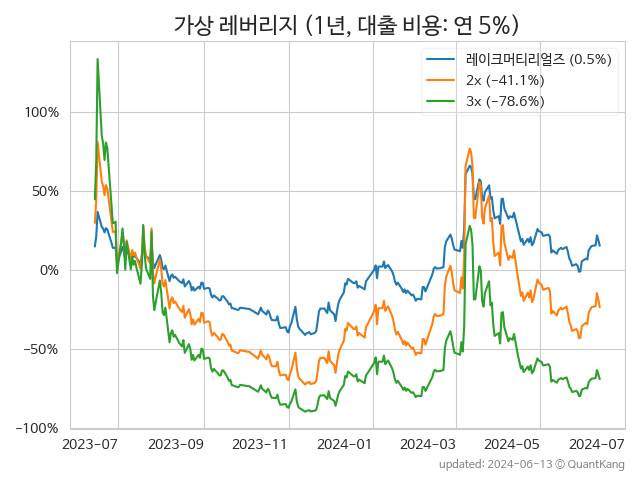 가상 레버리지 (1년, 대출 비용: 연 5%)
레이크머티리얼즈 (0.5%)
2x (−41.1%)
3x (−78.6%)
100%
50%
0%
−50%
−100%
2023-07 2023-09 2023-11 2024-01 2024-03 2024-05 2024-07
updated: 2024-06-13 © QuantKang